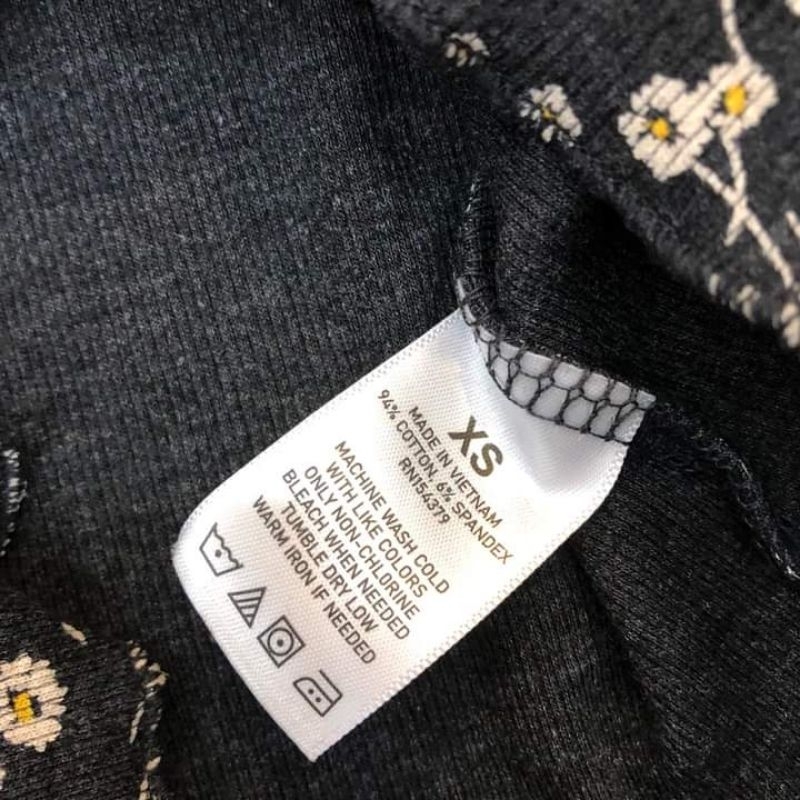 XS
MADE IN VIETNAM
94% COTTON, 6% SPANDEX
RN154379
MACHINE WASH COLD
WITH LIKE COLORS
ONLY NON-CHLORINE
BLEACH WHEN NEEDED
TUMBLE DRY LOW
WARM IRON IF NEEDED